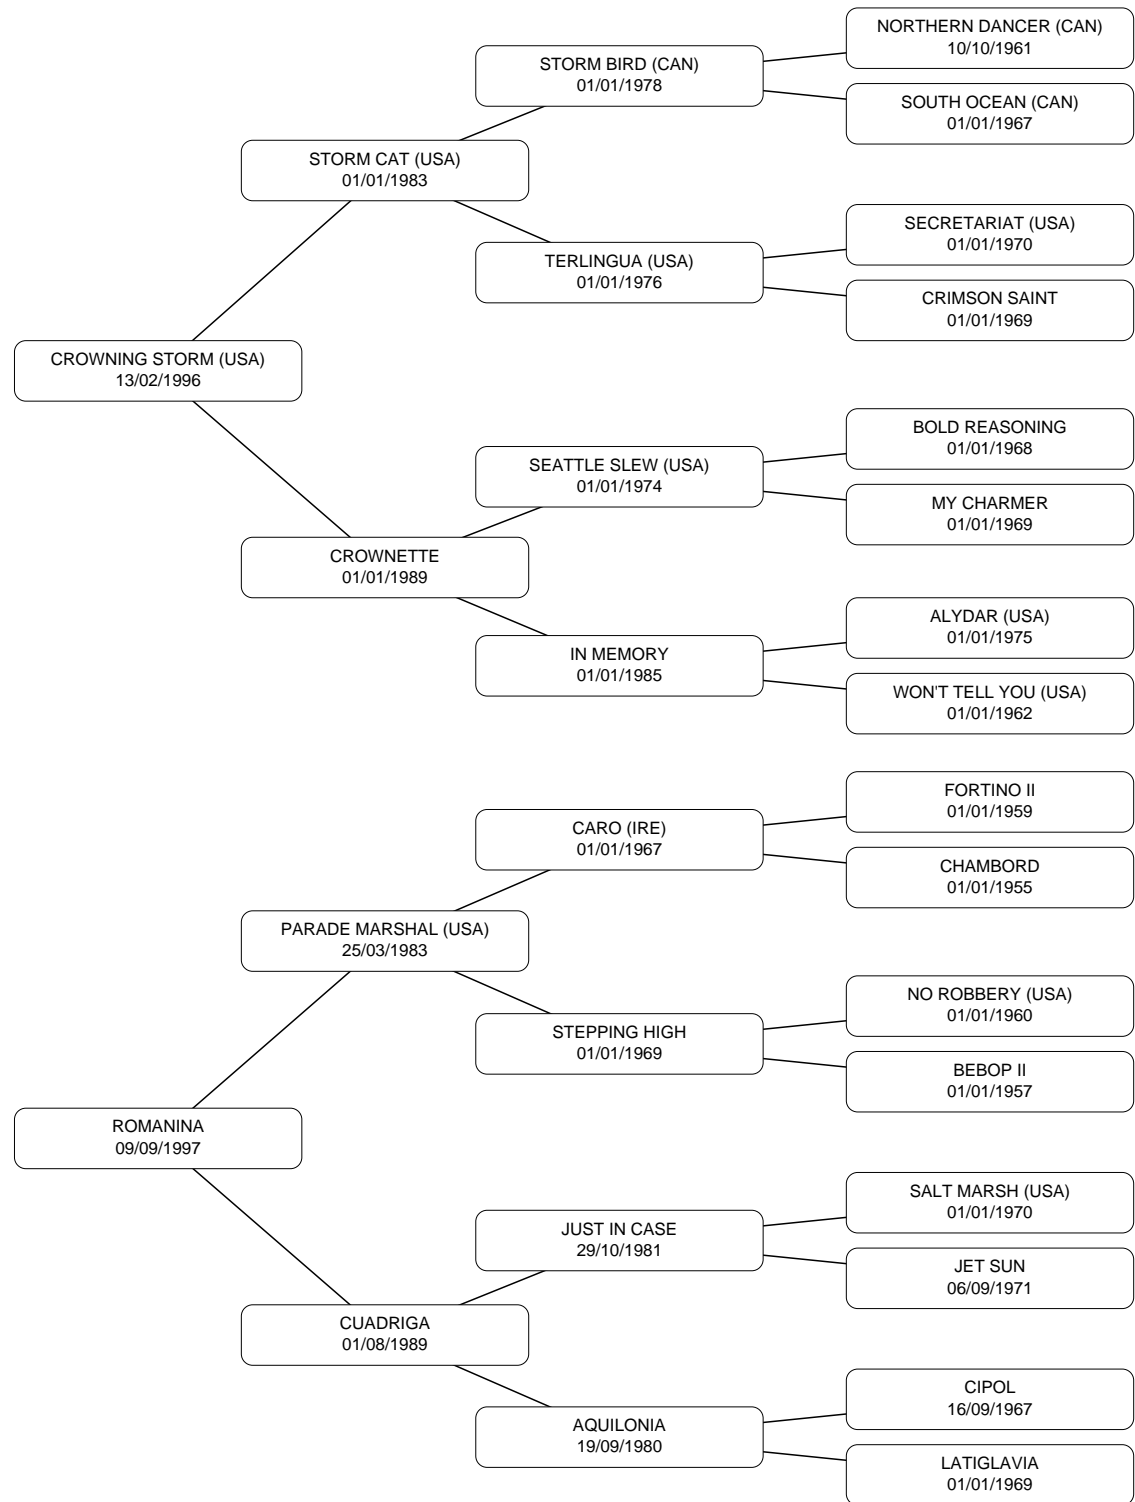 NORTHERN DANCER (CAN)
10/10/1961
STORM BIRD (CAN)
01/01/1978
SOUTH OCEAN (CAN)
01/01/1967
STORM CAT (USA)
01/01/1983
SECRETARIAT (USA)
01/01/1970
TERLINGUA (USA)
01/01/1976
CRIMSON SAINT
01/01/1969
CROWNING STORM (USA)
13/02/1996
BOLD REASONING
01/01/1968
SEATTLE SLEW (USA)
01/01/1974
MY CHARMER
01/01/1969
CROWNETTE
01/01/1989
ALYDAR (USA)
01/01/1975
IN MEMORY
01/01/1985
WON'T TELL YOU (USA)
01/01/1962
FORTINO II
01/01/1959
CARO (IRE)
01/01/1967
CHAMBORD
01/01/1955
PARADE MARSHAL (USA)
25/03/1983
NO ROBBERY (USA)
01/01/1960
STEPPING HIGH
01/01/1969
BEBOP II
01/01/1957
ROMANINA
09/09/1997
SALT MARSH (USA)
01/01/1970
JUST IN CASE
29/10/1981
JET SUN
06/09/1971
CUADRIGA
01/08/1989
CIPOL
16/09/1967
AQUILONIA
19/09/1980
LATIGLAVIA
01/01/1969